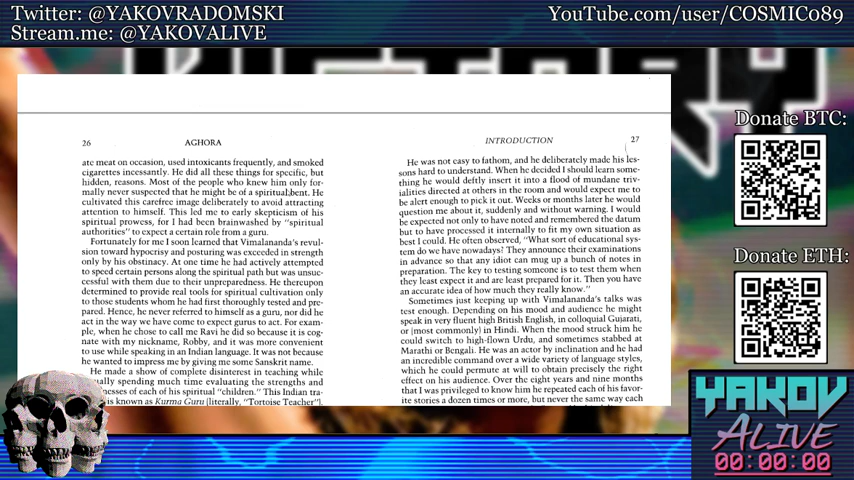 Twitter: @YAKOVRADOMSKI
Stream.me: @YAKOVALIVE
YouTube.com/user/COSMICo89
26
AGHORA
ate meat on occasion, used intoxicants frequently, and smoked
cigarettes incessantly. He did all these things for specific, but
hidden, reasons. Most of the people who knew him only for-
mally never suspected that he might be of a spiritual bent. He
cultivated this carefree image deliberately to avoid attracting
attention to himself. This led me to early skepticism of his
spiritual prowess, for I had been brainwashed by "spiritual
authorities" to expect a certain role from a guru.
Fortunately for me I soon learned that Vimalananda's revul-
sion toward hypocrisy and posturing was exceeded in strength
only by his obstinacy. At one time he had actively attempted
to speed certain persons along the spiritual path but was unsuc-
cessful with them due to their unpreparedness. He thereupon
determined to provide real tools for spiritual cultivation only
to those students whom he had first thoroughly tested and pre-
pared. Hence, he never referred to himself as a guru, nor did he
act in the way we have come to expect gurus to act. For exam-
ple, when he chose to call me Ravi he did so because it is cog-
nate with my nickname, Robby, and it was more convenient
to use while speaking in an Indian language. It was not because
he wanted to impress me by giving me some Sanskrit name.
He made a show of complete disinterest in teaching while
ually spending much time evaluating the strengths and
nesses of each of his spiritual "children." This Indian tra-
is known as Kurma Guru (literally, "Tortoise Teacher").
INTRODUCTION
27
He was not easy to fathom, and he deliberately made his les-
sons hard to understand. When he decided I should learn some-
thing he would deftly insert it into a flood of mundane triv-
ialities directed at others in the room and would expect me to
be alert enough to pick it out. Weeks or months later he would
question me about it, suddenly and without warning. I would
be expected not only to have noted and remembered the datum
but to have processed it internally to fit my own situation as
best I could. He often observed, "What sort of educational sys-
tem do we have nowadays? They announce their examinations
in advance so that any idiot can mug up a bunch of notes in
preparation. The key to testing someone is to test them when
they least expect it and are least prepared for it. Then you have
an accurate idea of how much they really know."
Sometimes just keeping up with Vimalananda's talks was
test enough. Depending on his mood and audience he might
speak in very fluent high British English, in colloquial Gujarati,
or (most commonly) in Hindi. When the mood struck him he
could switch to high-flown Urdu, and sometimes stabbed at
Marathi or Bengali. He was an actor by inclination and he had
an incredible command over a wide variety of language styles,
which he could permute at will to obtain precisely the right
effect on his audience. Over the eight years and nine months
that I was privileged to know him he repeated each of his favor-
ite stories a dozen times or more, but never the same way each
Donate BTC:
Donate ETH:
YAKOV
ALIVE
00:00:00